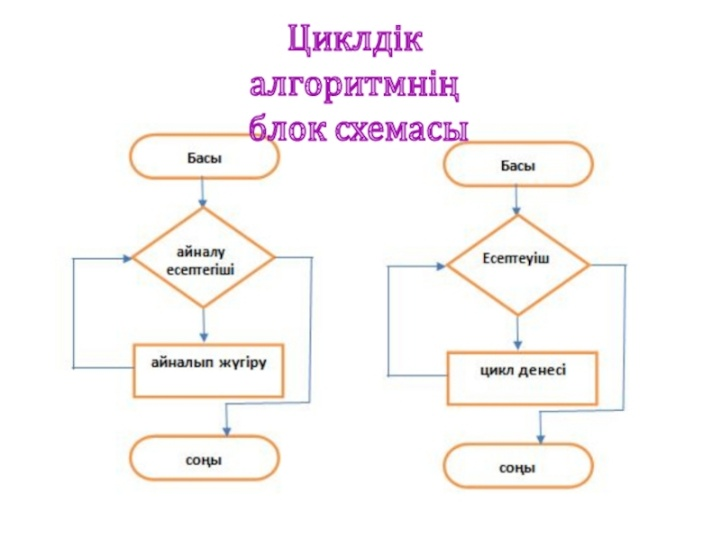 Циклдік
алгоритмнің
блок схемасы
Басы
айналу
есептегіші
айналып жүгіру
соңы
Басы
Есептеуіш
цикл денесі
соңы